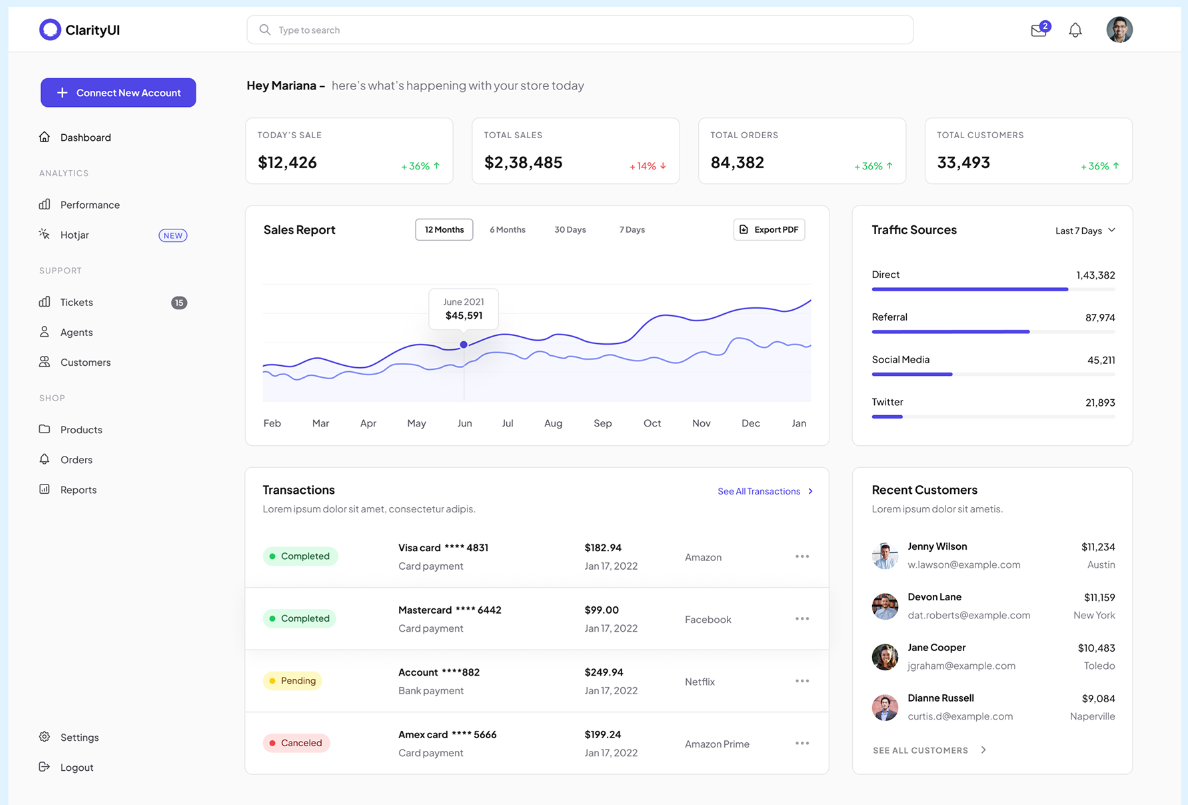 ClarityUI
Type to search
2
Connect New Account
Dashboard
ANALYTICS
Performance
Hotjar NEW
SUPPORT
Tickets 15
Agents
Customers
SHOP
Products
Orders
Reports
Settings
Logout
Hey Mariana - here's what's happening with your store today
TODAY'S SALE
$12,426 +36% ↑
TOTAL SALES
$2,38,485 +14% ↓
TOTAL ORDERS
84,382 +36% ↑
TOTAL CUSTOMERS
33,493 +36% ↑
Sales Report 12 Months 6 Months 30 Days 7 Days Export PDF
June 2021
$45,591
Feb Mar Apr May Jun Jul Aug Sep Oct Nov Dec Jan
Traffic Sources Last 7 Days
Direct 1,43,382
Referral 87,974
Social Media 45,211
Twitter 21,893
Transactions See All Transactions
Lorem ipsum dolor sit amet, consectetur adipis.
Completed Visa card **** 4831 $182.94 Amazon
Card payment Jan 17, 2022
Completed Mastercard **** 6442 $99.00 Facebook
Card payment Jan 17, 2022
Pending Account ****882 $249.94 Netflix
Bank payment Jan 17, 2022
Canceled Amex card **** 5666 $199.24 Amazon Prime
Card payment Jan 17, 2022
Recent Customers
Lorem ipsum dolor sit ametis.
Jenny Wilson $11,234
w.lawson@example.com Austin
Devon Lane $11,159
dat.roberts@example.com New York
Jane Cooper $10,483
jgraham@example.com Toledo
Dianne Russell $9,084
curtis.d@example.com Naperville
SEE ALL CUSTOMERS